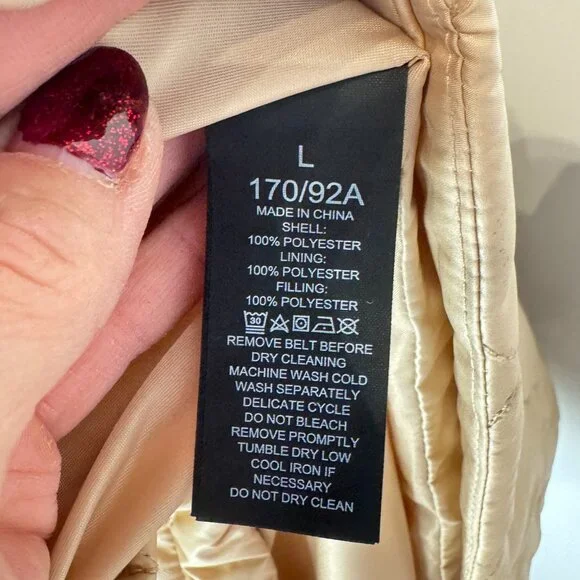 L
170/92A
MADE IN CHINA
SHELL:
100% POLYESTER
LINING:
100% POLYESTER
FILLING:
100% POLYESTER
30
REMOVE BELT BEFORE
DRY CLEANING
MACHINE WASH COLD
WASH SEPARATELY
DELICATE CYCLE
DO NOT BLEACH
REMOVE PROMPTLY
TUMBLE DRY LOW
COOL IRON IF
NECESSARY
DO NOT DRY CLEAN